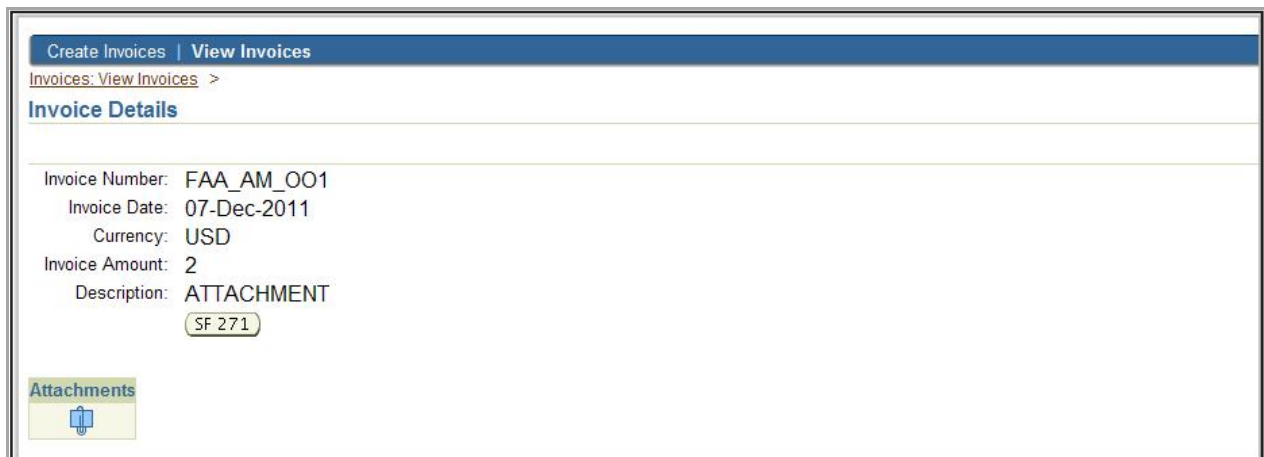 Create Invoices | View Invoices
Invoices: View Invoices >
Invoice Details
Invoice Number: FAA_AM_OO1
Invoice Date: 07-Dec-2011
Currency: USD
Invoice Amount: 2
Description: ATTACHMENT
SF 271
Attachments